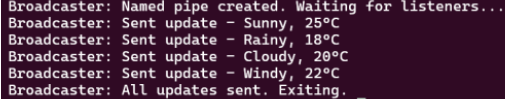 Broadcaster: Named pipe created. Waiting for listeners...
Broadcaster: Sent update - Sunny, 25°C
Broadcaster: Sent update - Rainy, 18°C
Broadcaster: Sent update - Cloudy, 20°C
Broadcaster: Sent update - Windy, 22°C
Broadcaster: All updates sent. Exiting.